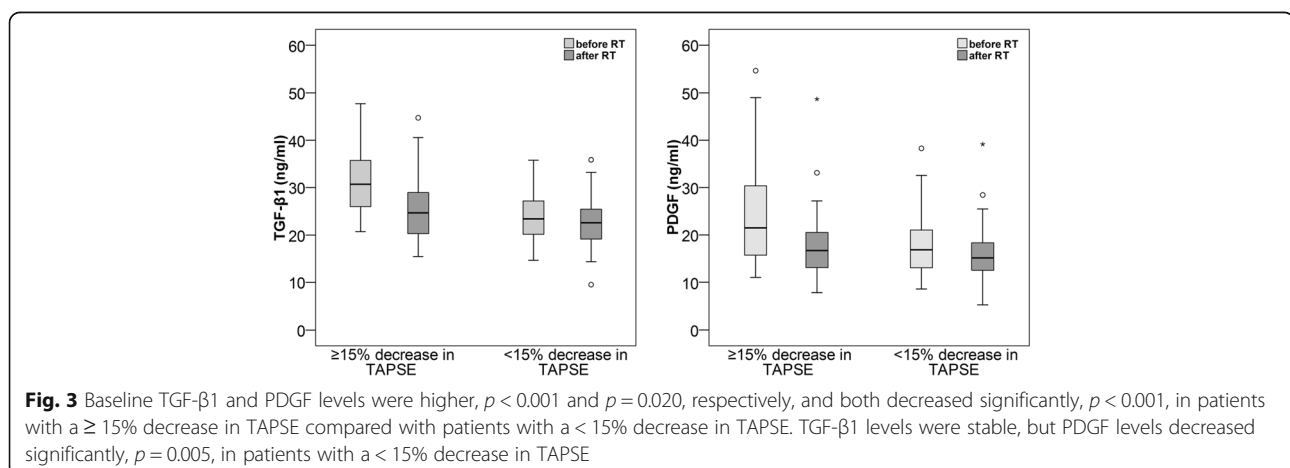 60
50
40
30
20
10
0
TGF-β1 (ng/ml)
before RT
after RT
≥15% decrease in
TAPSE
<15% decrease in
TAPSE
60
50
40
30
20
10
0
PDGF (ng/ml)
before RT
after RT
≥15% decrease in
TAPSE
<15% decrease in
TAPSE
Fig. 3 Baseline TGF-β1 and PDGF levels were higher, p < 0.001 and p = 0.020, respectively, and both decreased significantly, p < 0.001, in patients
with a ≥ 15% decrease in TAPSE compared with patients with a < 15% decrease in TAPSE. TGF-β1 levels were stable, but PDGF levels decreased
significantly, p = 0.005, in patients with a < 15% decrease in TAPSE